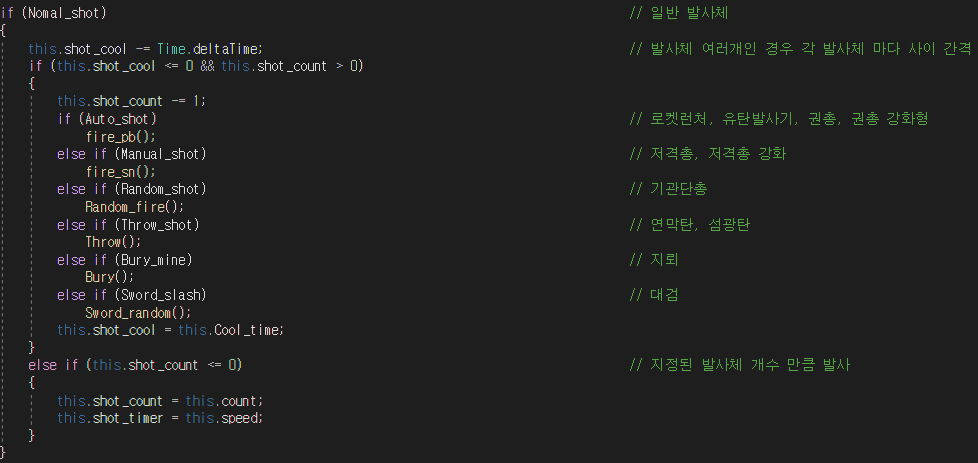 if (Nomal_shot) // 일반 발사체
{
this.shot_cool -= Time.deltaTime; // 발사체 여러개인 경우 각 발사체 마다 사이 간격
if (this.shot_cool <= 0 && this.shot_count > 0)
{
this.shot_count -= 1;
if (Auto_shot) // 로켓런처, 유탄발사기, 권총, 권총 강화형
fire_pb();
else if (Manual_shot) // 저격총, 저격총 강화
fire_sn();
else if (Random_shot) // 기관단총
Random_fire();
else if (Throw_shot) // 연막탄, 섬광탄
Throw();
else if (Bury_mine) // 지뢰
Bury();
else if (Sword_slash) // 대검
Sword_random();
this.shot_cool = this.Cool_time;
}
else if (this.shot_count <= 0) // 지정된 발사체 개수 만큼 발사
{
this.shot_count = this.count;
this.shot_timer = this.speed;
}
}